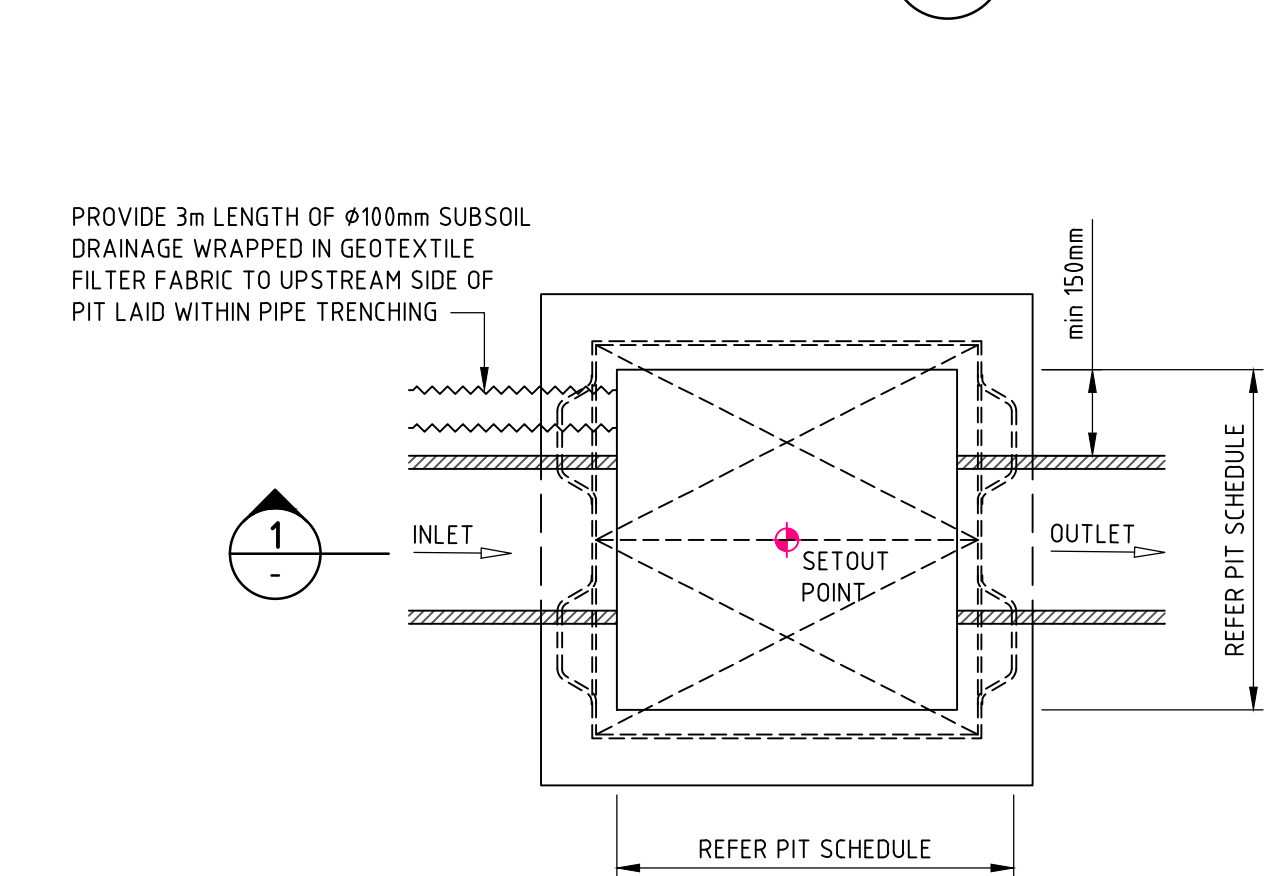 PROVIDE 3m LENGTH OF Ø100mm SUBSOIL
DRAINAGE WRAPPED IN GEOTEXTILE
FILTER FABRIC TO UPSTREAM SIDE OF
PIT LAID WITHIN PIPE TRENCHING
min 150mm
1
-
INLET
SETOUT
POINT
OUTLET
REFER PIT SCHEDULE
REFER PIT SCHEDULE